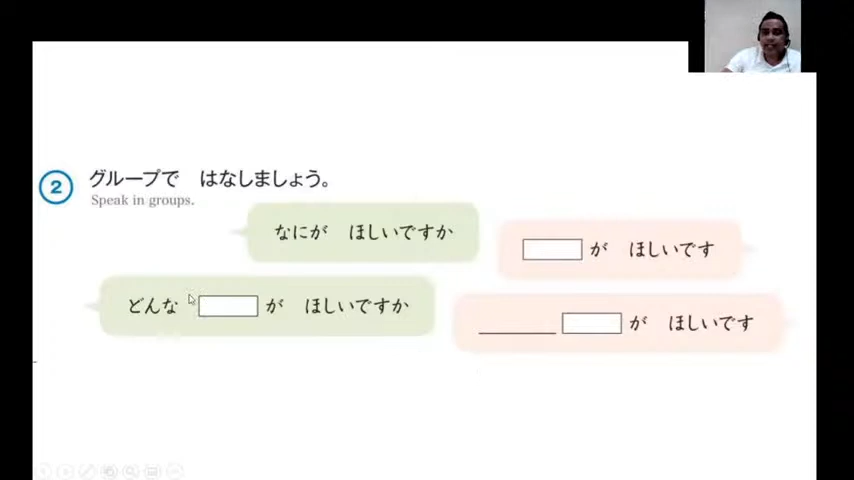 2 グループで はなしましょう。
Speak in groups.
なにが ほしいですか
が ほしいです
どんな が ほしいですか
が ほしいです